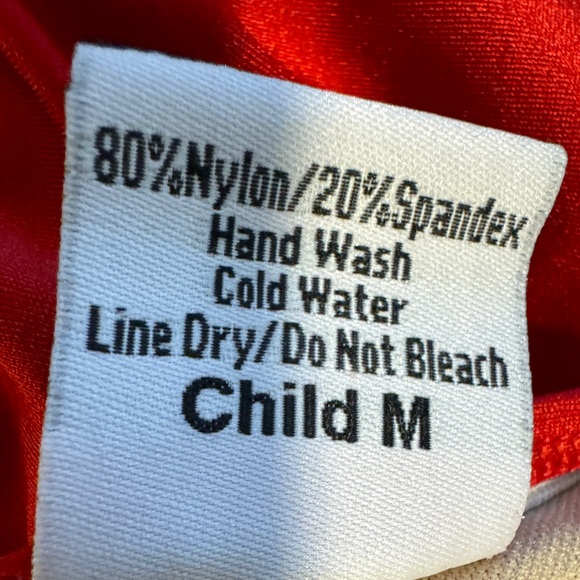 80%Nylon/20%Spandex
Hand Wash
Cold Water
Line Dry/Do Not Bleach
Child M